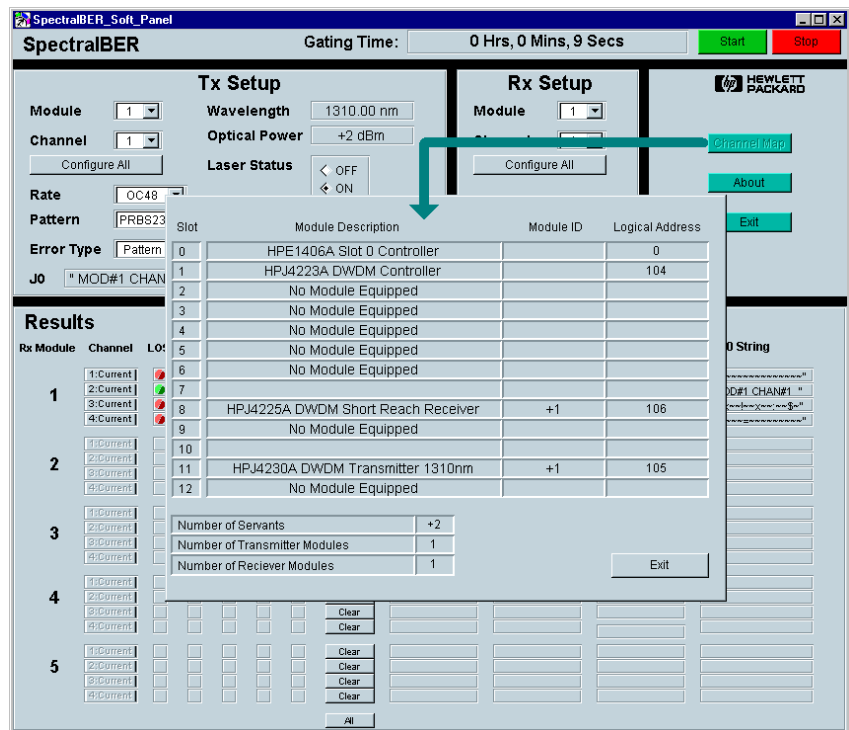 SpectralBER_Soft_Panel
SpectralBER Gating Time: 0 Hrs, 0 Mins, 9 Secs Start Stop
Tx Setup Rx Setup HEWLETT PACKARD
Module 1 Wavelength 1310.00 nm Module 1
Channel 1 Optical Power +2 dBm Channel Map
Configure All Laser Status OFF Configure All
ON About
Rate OC48
Pattern PRBS23 Exit
Error Type Pattern
J0 " MOD#1 CHAN
Slot Module Description Module ID Logical Address
0 HPE1406A Slot 0 Controller 0
1 HPJ4223A DWDM Controller 104
2 No Module Equipped
3 No Module Equipped
4 No Module Equipped
5 No Module Equipped
6 No Module Equipped
7
8 HPJ4225A DWDM Short Reach Receiver +1 106
9 No Module Equipped
10
11 HPJ4230A DWDM Transmitter 1310nm +1 105
12 No Module Equipped
Number of Servants +2
Number of Transmitter Modules 1
Number of Reciever Modules 1
Exit
Results
Rx Module Channel LOS 0 String
1 1:Current
2:Current OD#1 CHAN#1 "
3:Current
4:Current
2 1:Current
2:Current
3:Current
4:Current
3 1:Current
2:Current
3:Current
4:Current
4 1:Current
2:Current
3:Current Clear
4:Current Clear
5 1:Current Clear
2:Current Clear
3:Current Clear
4:Current Clear
All